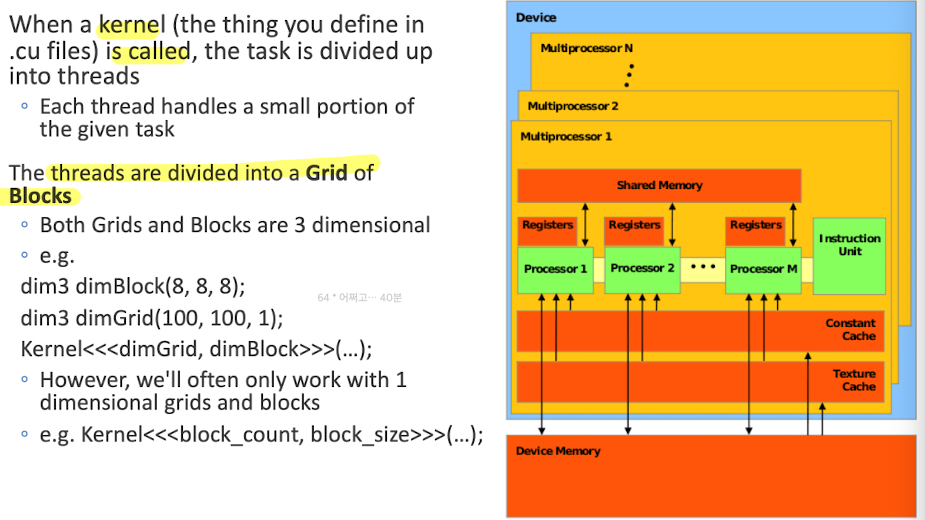 When a kernel (the thing you define in
.cu files) is called, the task is divided up
into threads
◦ Each thread handles a small portion of
the given task
The threads are divided into a Grid of
Blocks
◦ Both Grids and Blocks are 3 dimensional
◦ e.g.
dim3 dimBlock(8, 8, 8);
64 * 어쩌고… 40분
dim3 dimGrid(100, 100, 1);
Kernel<<<dimGrid, dimBlock>>>(…);
◦ However, we'll often only work with 1
dimensional grids and blocks
◦ e.g. Kernel<<<block_count, block_size>>>(…);
Device
Multiprocessor N
Multiprocessor 2
Multiprocessor 1
Shared Memory
Registers
Registers
Registers
Processor 1
Processor 2
Processor M
Instruction
Unit
Constant
Cache
Texture
Cache
Device Memory